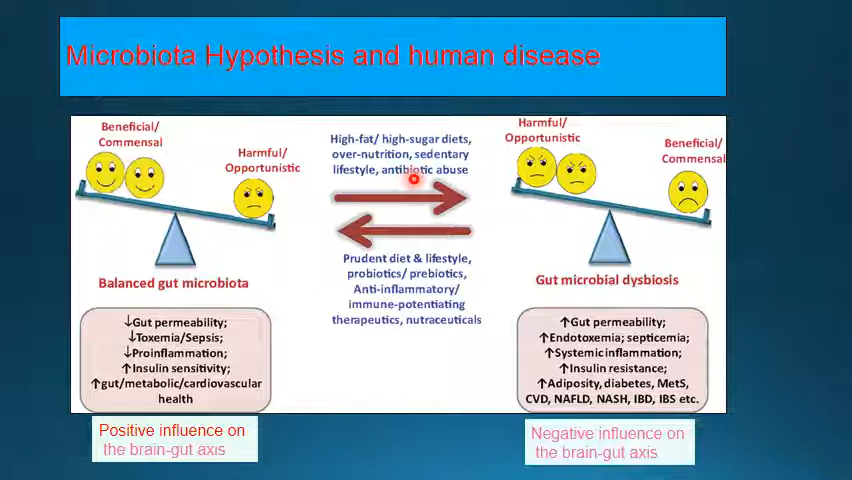 Microbiota Hypothesis and human disease
Beneficial/
Commensal
Harmful/
Opportunistic
High-fat/ high-sugar diets,
over-nutrition, sedentary
lifestyle, antibiotic abuse
Harmful/
Opportunistic
Beneficial/
Commensal
Prudent diet & lifestyle,
probiotics/ prebiotics,
Anti-inflammatory/
immune-potentiating
therapeutics, nutraceuticals
Balanced gut microbiota
Gut microbial dysbiosis
↓Gut permeability;
↓Toxemia/Sepsis;
↓Proinflammation;
↑Insulin sensitivity;
↑gut/metabolic/cardiovascular
health
↑Gut permeability;
↑Endotoxemia; septicemia;
↑Systemic inflammation;
↑Insulin resistance;
↑Adiposity, diabetes, MetS,
CVD, NAFLD, NASH, IBD, IBS etc.
Positive influence on
the brain-gut axis
Negative influence on
the brain-gut axis